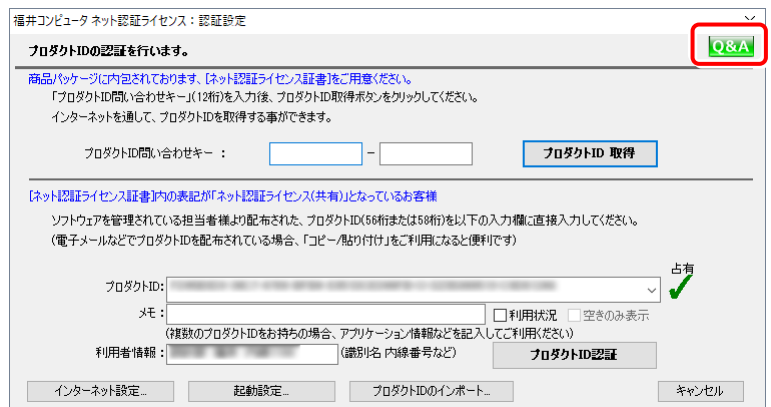 福井コンピュータ ネット認証ライセンス：認証設定
プロダクトIDの認証を行います。
Q&A
商品パッケージに内包されております、[ネット認証ライセンス証書]をご用意ください。
「プロダクトID問い合わせキー」(12桁)を入力後、プロダクトID取得ボタンをクリックしてください。
インターネットを通して、プロダクトIDを取得する事ができます。
プロダクトID問い合わせキー ： － プロダクトID 取得
[ネット認証ライセンス証書]内の表記が「ネット認証ライセンス(共有)」となっているお客様
ソフトウェアを管理されている担当者様より配布された、プロダクトID(56桁または58桁)を以下の入力欄に直接入力してください。
(電子メールなどでプロダクトIDを配布されている場合、「コピー/貼り付け」をご利用になると便利です)
占有
プロダクトID:
メモ： 利用状況 空きのみ表示
(複数のプロダクトIDをお持ちの場合、アプリケーション情報などを記入してご利用ください)
利用者情報： (識別名 内線番号など) プロダクトID認証
インターネット設定... 起動設定... プロダクトIDのインポート... キャンセル